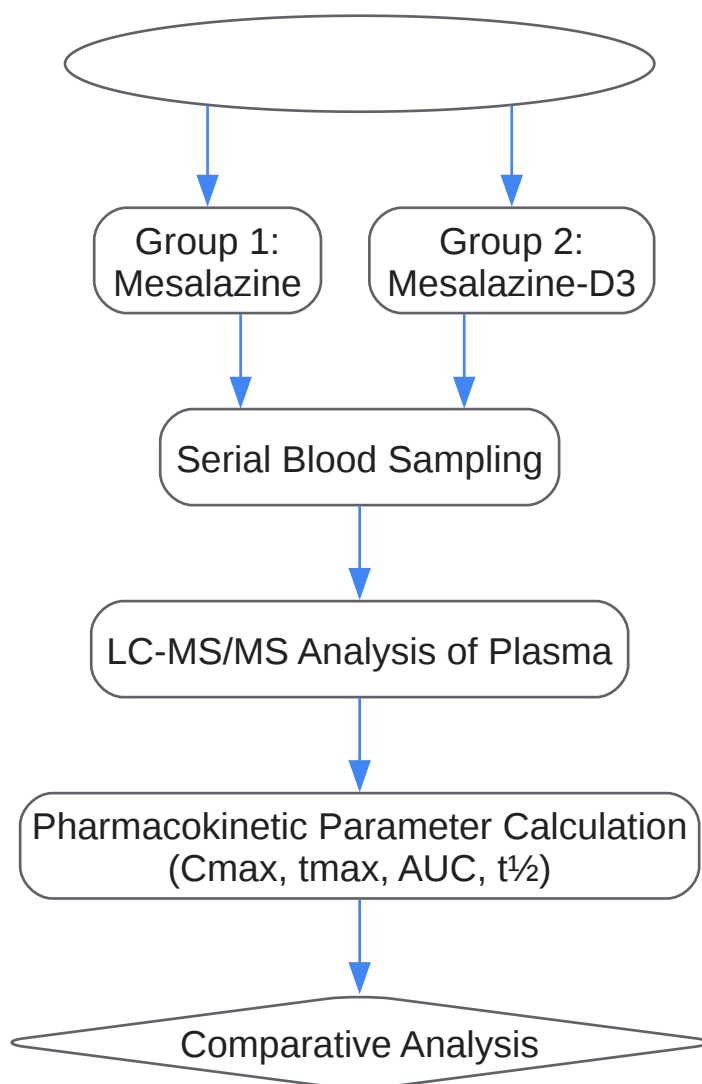 Group 1:
Mesalazine
Group 2:
Mesalazine-D3
Serial Blood Sampling
LC-MS/MS Analysis of Plasma
Pharmacokinetic Parameter Calculation
(Cmax, tmax, AUC, t½)
Comparative Analysis